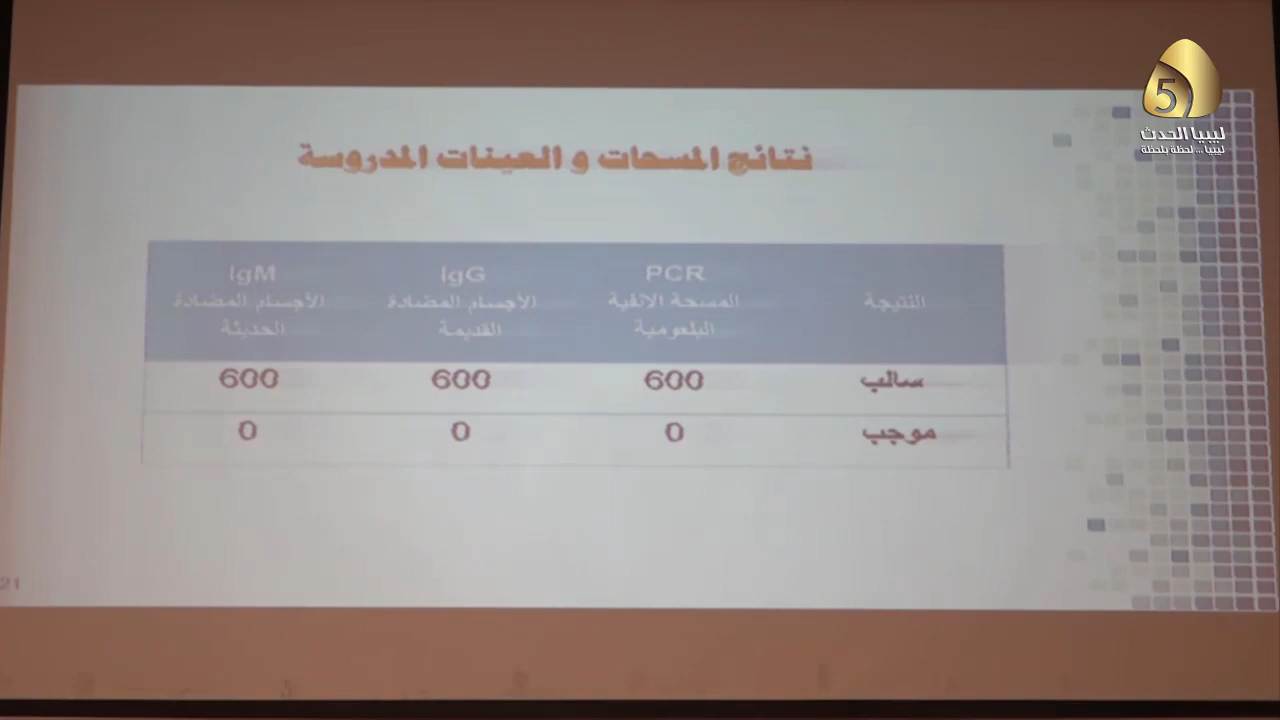 5
ليبيا الحدث
ليبيا... لحظة بلحظة
نتائج المسحات و العينات المدروسة
النتيجة PCR المسحة الانفية البلعومية IgG الأجسام المضادة القديمة IgM الأجسام المضادة الحديثة
سالب 600 600 600
موجب 0 0 0
21